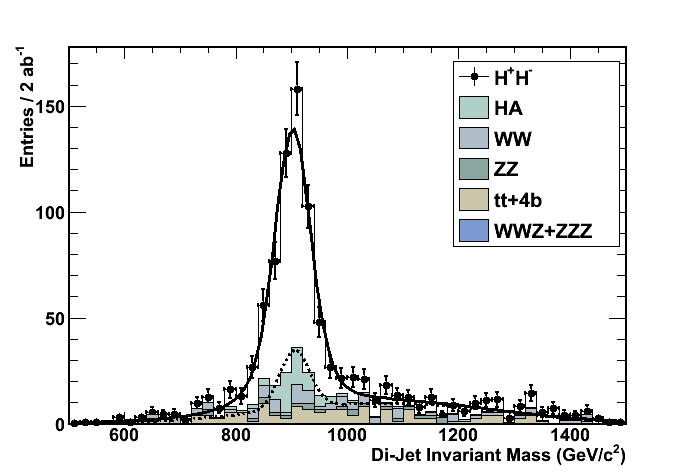 Entries / 2 ab⁻¹
150
100
50
0
H⁺H⁻
HA
WW
ZZ
tt+4b
WWZ+ZZZ
600 800 1000 1200 1400
Di-Jet Invariant Mass (GeV/c²)